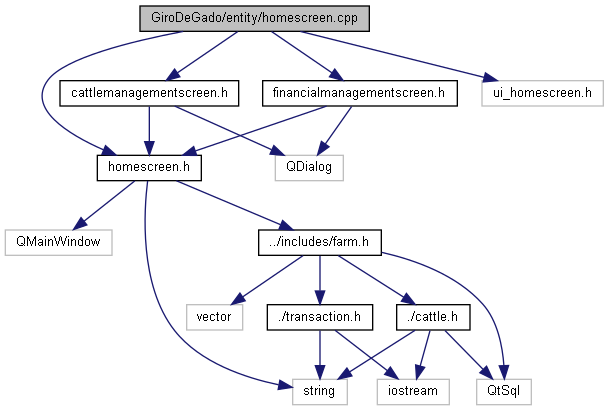 GiroDeGado/entity/homescreen.cpp
cattlemanagementscreen.h
financialmanagementscreen.h
ui_homescreen.h
homescreen.h
QDialog
QMainWindow
../includes/farm.h
vector
./transaction.h
./cattle.h
string
iostream
QtSql